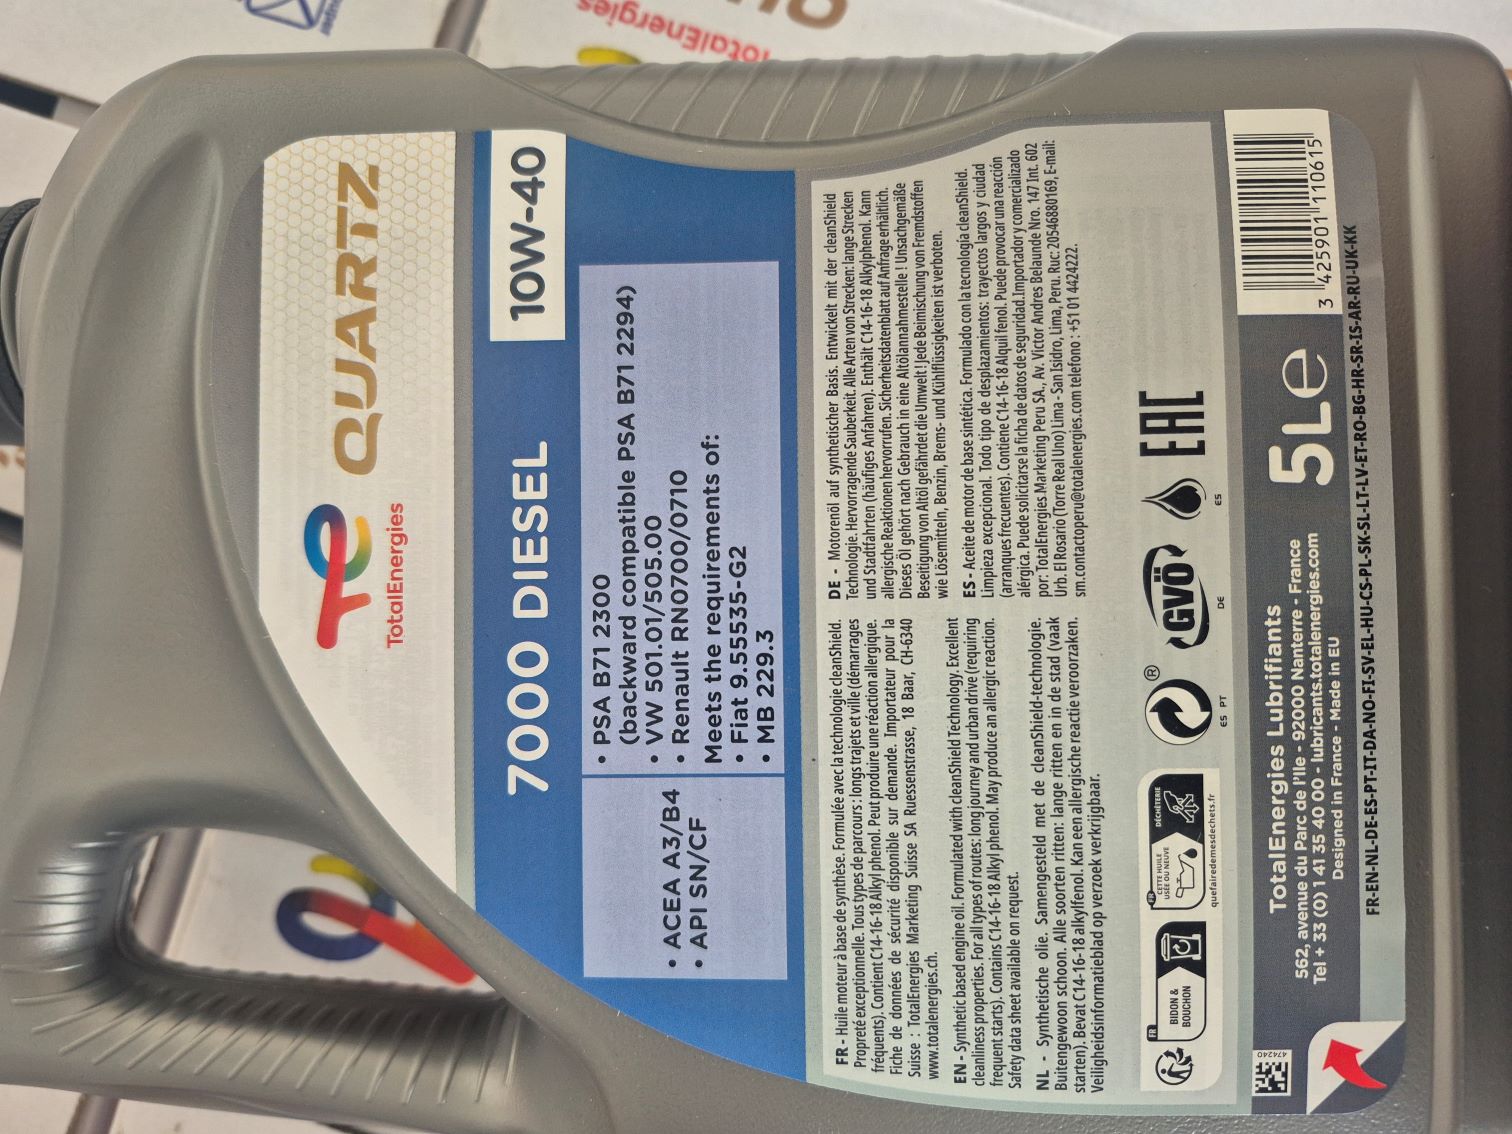 TotalEnergies
QUARTZ
7000 DIESEL
10W-40
• ACEA A3/B4
• API SN/CF
• PSA B71 2300
(backward compatible PSA B71 2294)
• VW 501.01/505.00
• Renault RN0700/0710
Meets the requirements of:
• Fiat 9.55535-G2
• MB 229.3
FR - Huile moteur à base de synthèse. Formulée avec la technologie cleanShield.
Propreté exceptionnelle. Tous types de parcours : longs trajets et ville (démarrages
fréquents). Contient C14-16-18 Alkyl phenol. Peut produire une réaction allergique.
Fiche de données de sécurité disponible sur demande. Importateur pour la
Suisse : TotalEnergies Marketing Suisse SA Ruessenstrasse, 18 Baar, CH-6340
www.totalenergies.ch.
EN - Synthetic based engine oil. Formulated with cleanShield Technology. Excellent
cleanliness properties. For all types of routes: long journey and urban drive (requiring
frequent starts). Contains C14-16-18 Alkyl phenol. May produce an allergic reaction.
Safety data sheet available on request.
NL - Synthetische olie. Samengesteld met de cleanShield-technologie.
Buitengewoon schoon. Alle soorten ritten: lange ritten en in de stad (vaak
starten). Bevat C14-16-18 alkylfenol. Kan een allergische reactie veroorzaken.
Veiligheidsinformatieblad op verzoek verkrijgbaar.
DE - Motorenöl auf synthetischer Basis. Entwickelt mit der cleanShield
Technologie. Hervorragende Sauberkeit. Alle Arten von Strecken: lange Strecken
und Stadtfahrten (häufiges Anfahren). Enthält C14-16-18 Alkylphenol. Kann
allergische Reaktionen hervorrufen. Sicherheitsdatenblatt auf Anfrage erhältlich.
Dieses Öl gehört nach Gebrauch in eine Altölannahmestelle ! Unsachgemäße
Beseitigung von Altöl gefährdet die Umwelt ! Jede Beimischung von Fremdstoffen
wie Lösemitteln, Benzin, Brems- und Kühlflüssigkeiten ist verboten.
ES - Aceite de motor de base sintética. Formulado con la tecnología cleanShield.
Limpieza excepcional. Todo tipo de desplazamientos: trayectos largos y ciudad
(arranques frecuentes). Contiene C14-16-18 Alquil fenol. Puede provocar una reacción
alérgica. Puede solicitarse la ficha de datos de seguridad.Importador y comercializado
por: TotalEnergies Marketing Peru SA., Av. Victor Andres Belaunde Nro. 147 Int. 602
Urb. El Rosario (Torre Real Uno) Lima - San Isidro, Lima, Peru. Ruc: 20546880169, E-mail:
sm.contactoperu@totalenergies.com telefono : +51 01 4424222.
FR
BIDON &
BOUCHON
FR
CETTE HUILE
USÉE OU NEUVE
DÉCHÈTERIE
quefairedemesdechets.fr
®
ES PT
GVÖ
DE
ES
EAC
474240
TotalEnergies Lubrifiants
562, avenue du Parc de l'Ile - 92000 Nanterre - France
Tel + 33 (0) 1 41 35 40 00 - lubricants.totalenergies.com
Designed in France - Made in EU
5L℮
3 425901 110615
FR-EN-NL-DE-ES-PT-IT-DA-NO-FI-SV-EL-HU-CS-PL-SK-SL-LT-LV-ET-RO-BG-HR-SR-IS-AR-RU-UK-KK
TotalEnergies